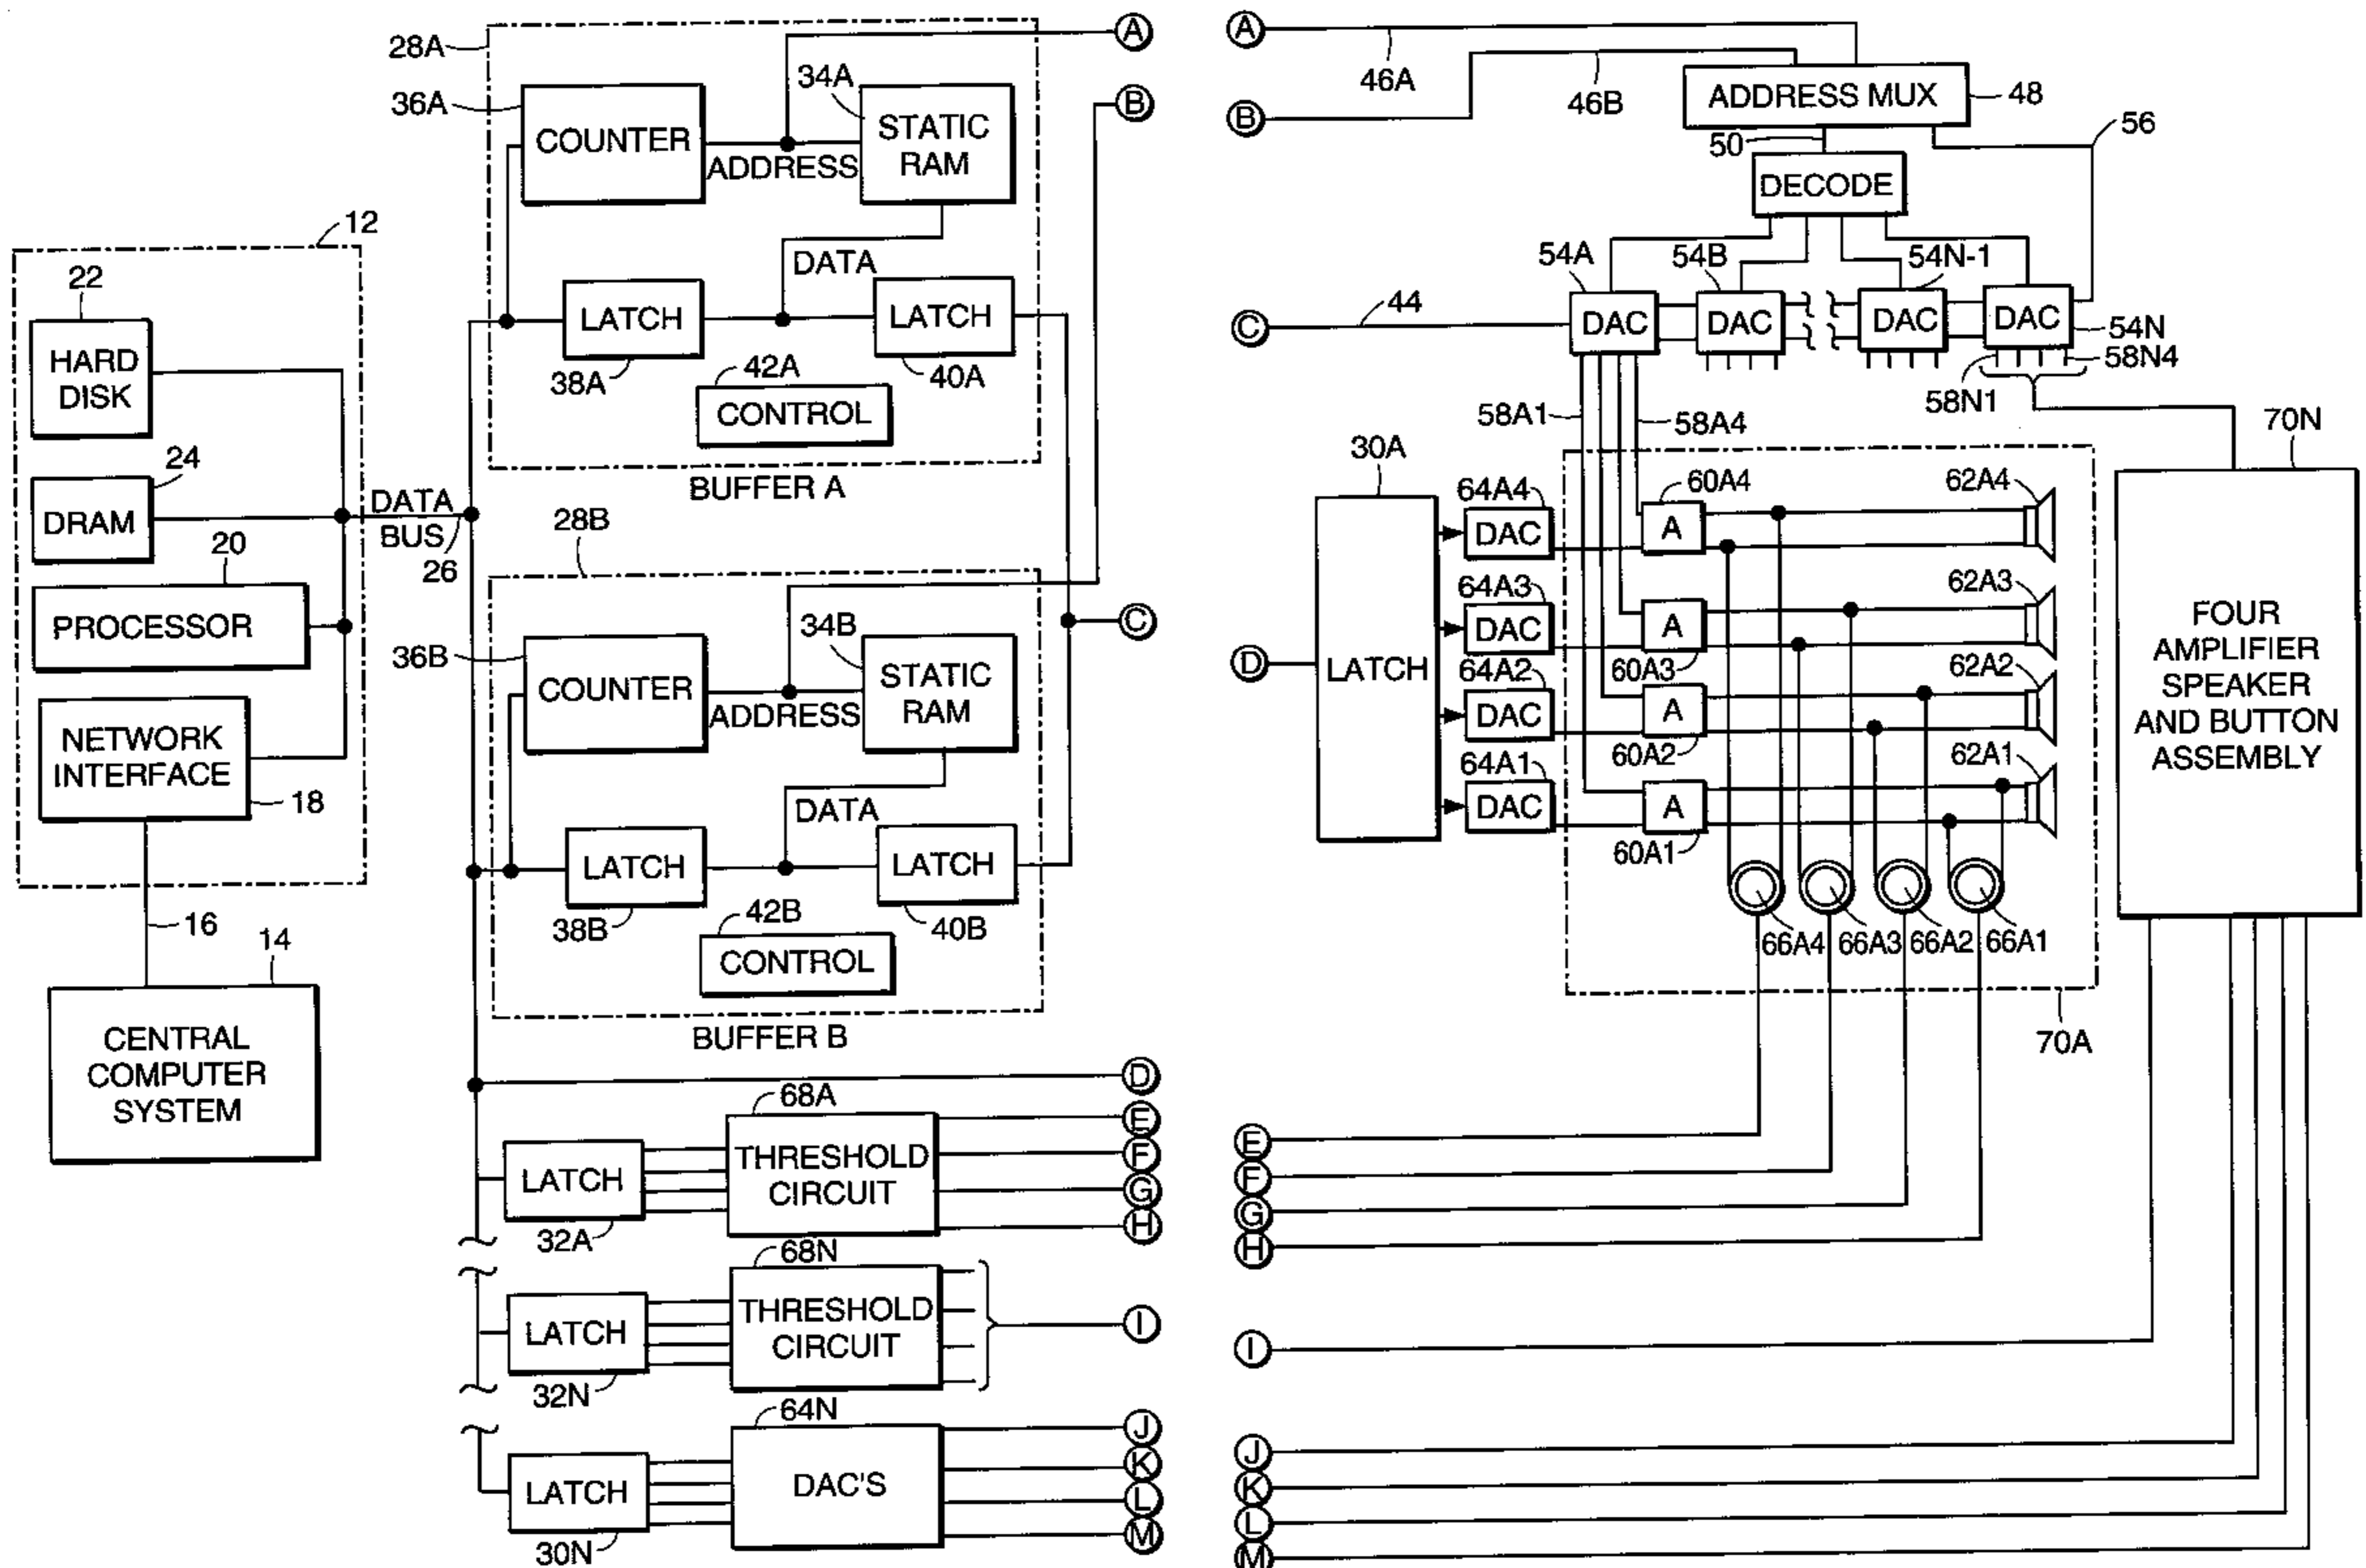 12
22
HARD
DISK
24
DRAM
20
PROCESSOR
NETWORK
INTERFACE
18
16
14
CENTRAL
COMPUTER
SYSTEM
DATA
BUS
26
28A
36A
COUNTER
34A
STATIC
RAM
ADDRESS
DATA
LATCH
38A
LATCH
40A
42A
CONTROL
BUFFER A
28B
36B
COUNTER
34B
STATIC
RAM
ADDRESS
DATA
LATCH
38B
LATCH
40B
42B
CONTROL
BUFFER B
A
B
C
D
68A
LATCH
32A
THRESHOLD
CIRCUIT
E
F
G
H
68N
LATCH
32N
THRESHOLD
CIRCUIT
I
64N
LATCH
30N
DAC'S
J
K
L
M
A
46A
46B
B
ADDRESS MUX
48
50
56
DECODE
54A
54B
54N-1
C
44
DAC
DAC
DAC
DAC
54N
58N1
58N4
58A1
58A4
70N
30A
D
LATCH
64A4
DAC
64A3
DAC
64A2
DAC
64A1
DAC
60A4
A
62A4
A
60A3
62A3
A
60A2
62A2
A
60A1
62A1
66A4
66A3
66A2
66A1
70A
FOUR
AMPLIFIER
SPEAKER
AND BUTTON
ASSEMBLY
E
F
G
H
I
J
K
L
M